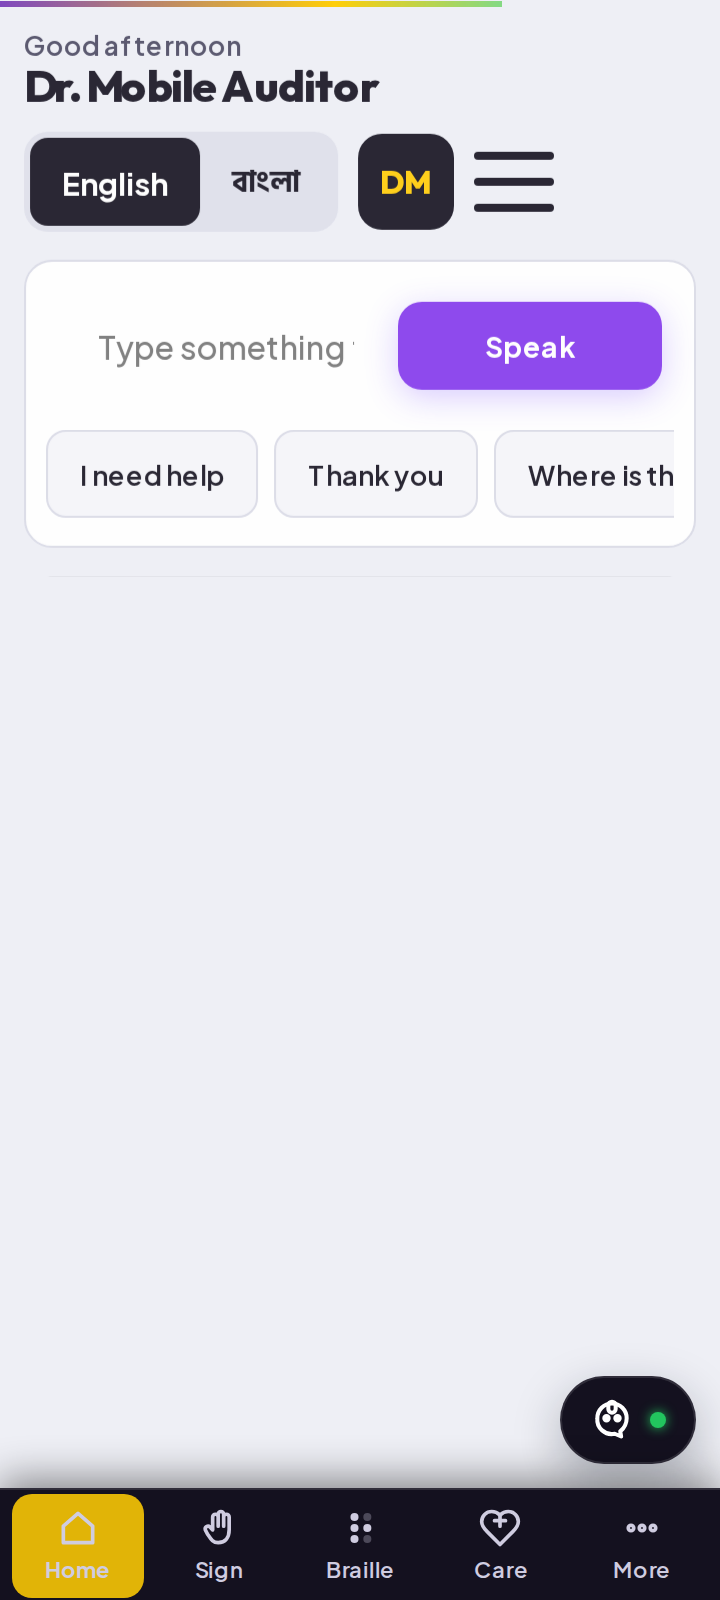 Good afternoon
Dr. Mobile Auditor
English বাংলা DM
Type something
Speak
I need help
Thank you
Where is th
Home Sign Braille Care More